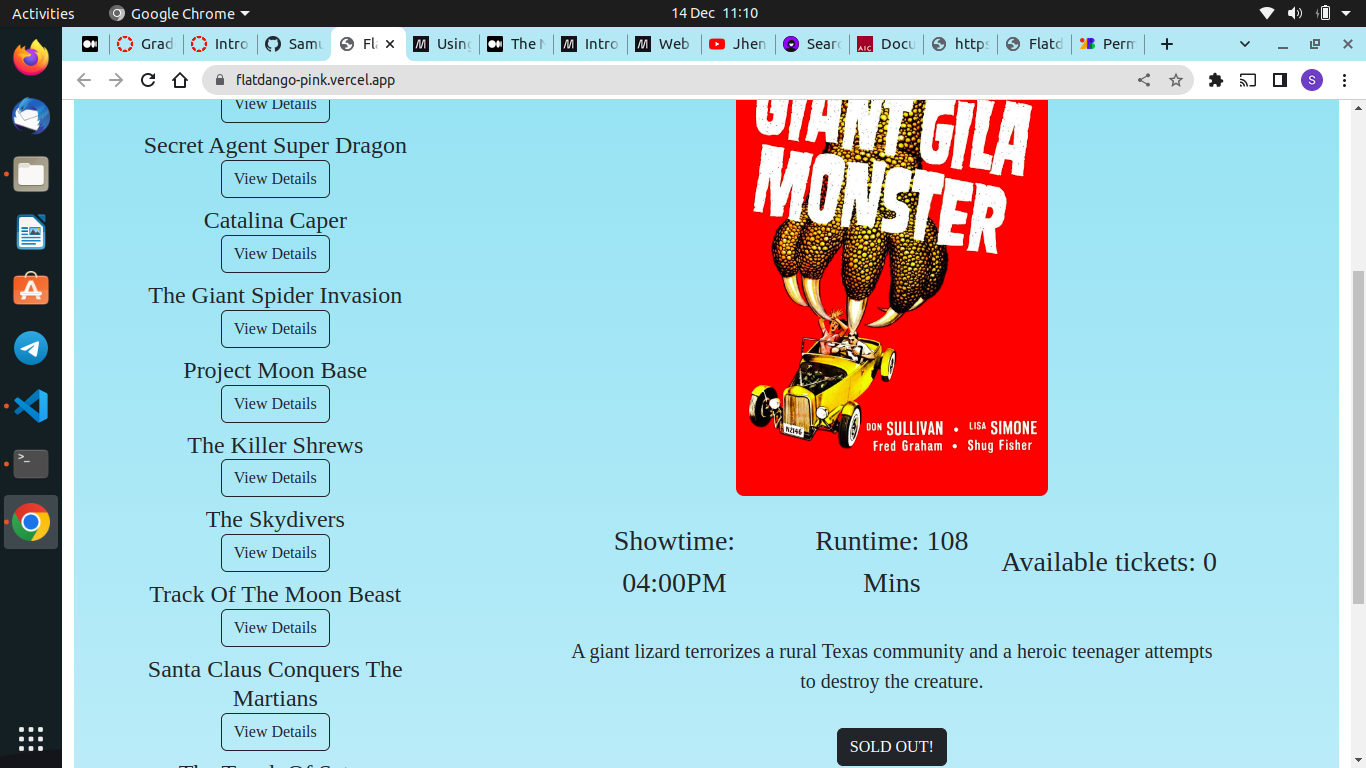 Activities
Google Chrome
14 Dec 11:10
Grad
Intro
Samu
Fla
Using
The N
Intro
Web
Jhen
Sear
AIC
Docu
https
Flatd
Perm
flatdango-pink.vercel.app
S
View Details
Secret Agent Super Dragon
View Details
Catalina Caper
View Details
The Giant Spider Invasion
View Details
Project Moon Base
View Details
The Killer Shrews
View Details
The Skydivers
View Details
Track Of The Moon Beast
View Details
Santa Claus Conquers The
Martians
View Details
GIANT GILA
MONSTER
NZ146
DON SULLIVAN • LISA SIMONE
Fred Graham • Shug Fisher
Showtime:
04:00PM
Runtime: 108
Mins
Available tickets: 0
A giant lizard terrorizes a rural Texas community and a heroic teenager attempts
to destroy the creature.
SOLD OUT!